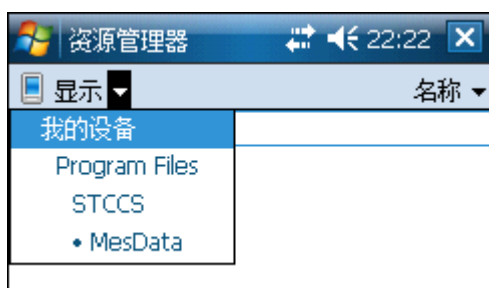 资源管理器 22:22
显示 名称
我的设备
Program Files
STCCS
• MesData